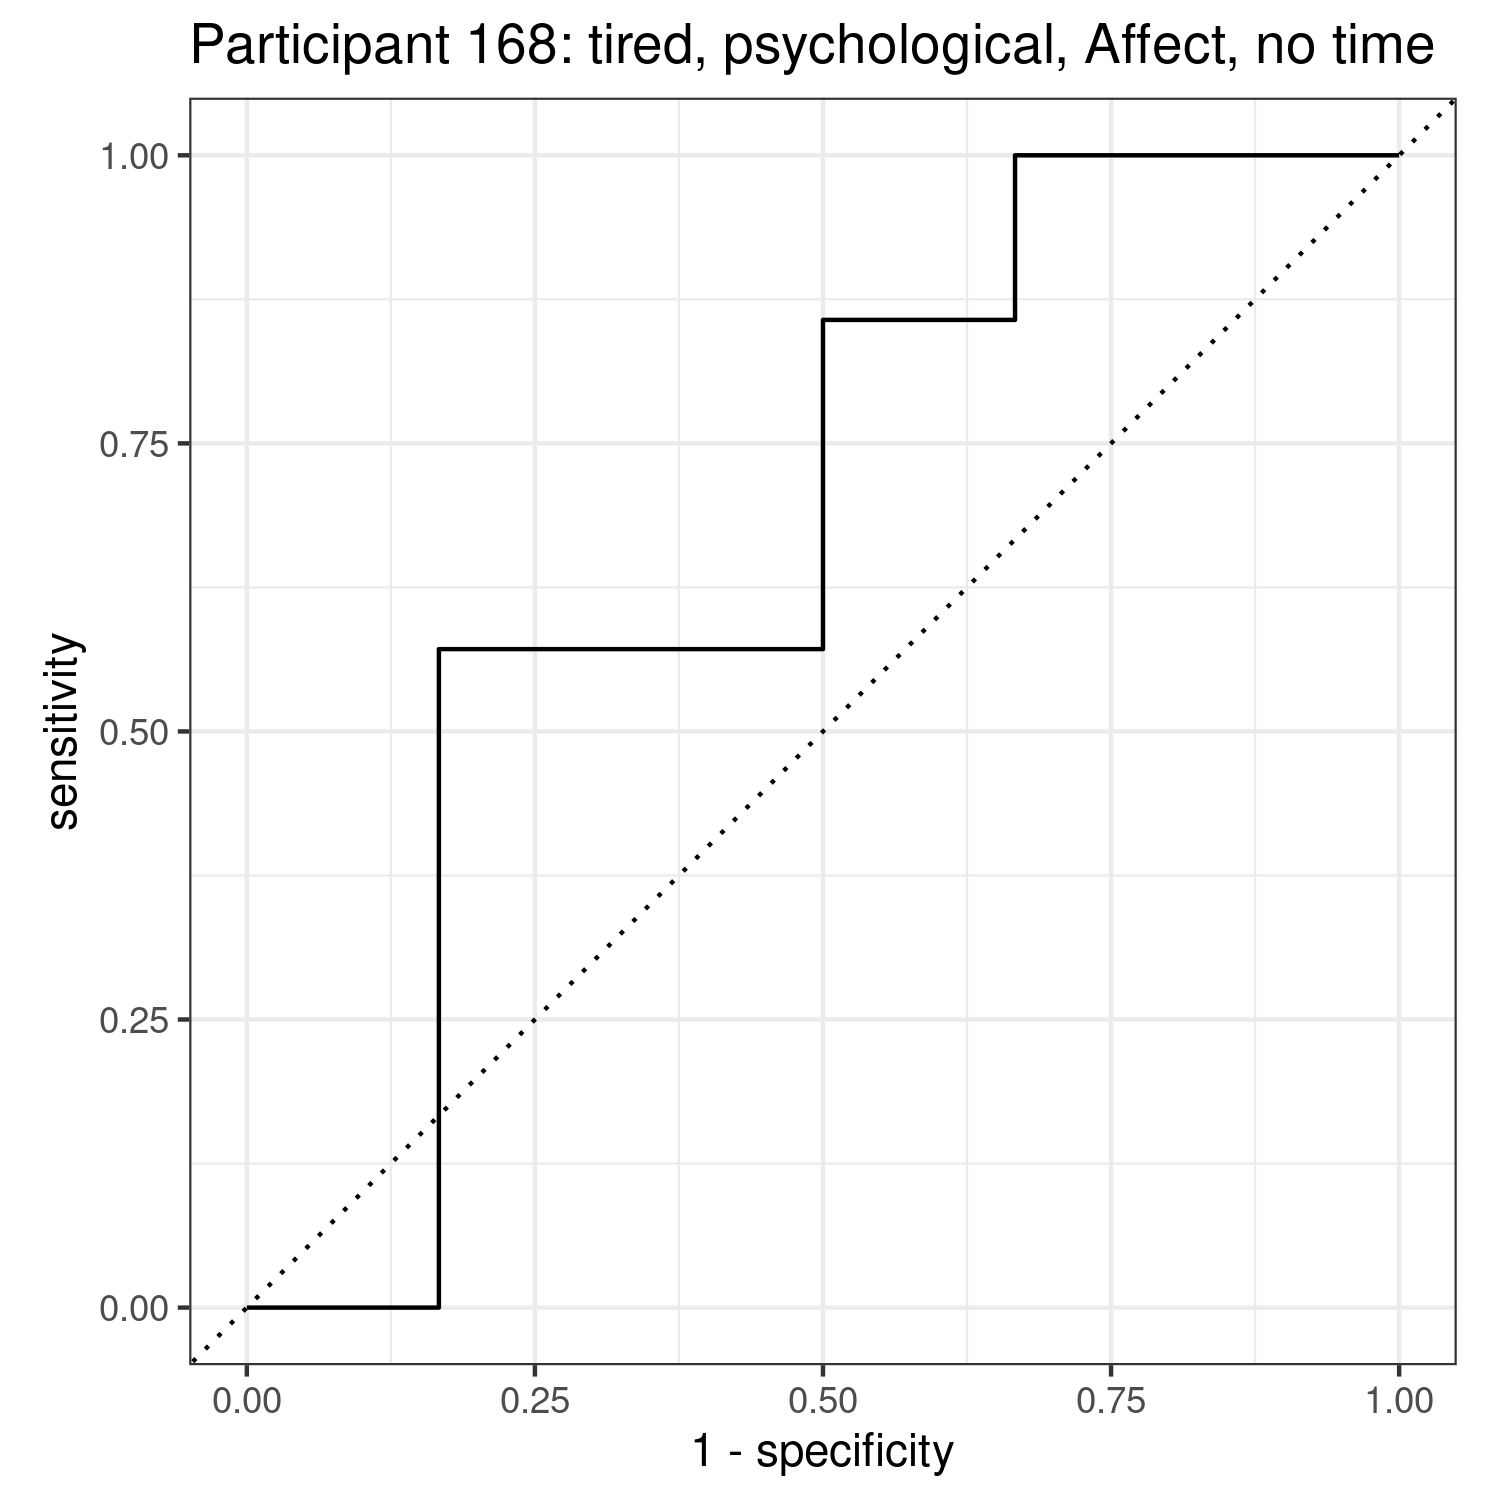 Participant 168: tired, psychological, Affect, no time
1.00
0.75
0.50
0.25
0.00
sensitivity
0.00 0.25 0.50 0.75 1.00
1 - specificity